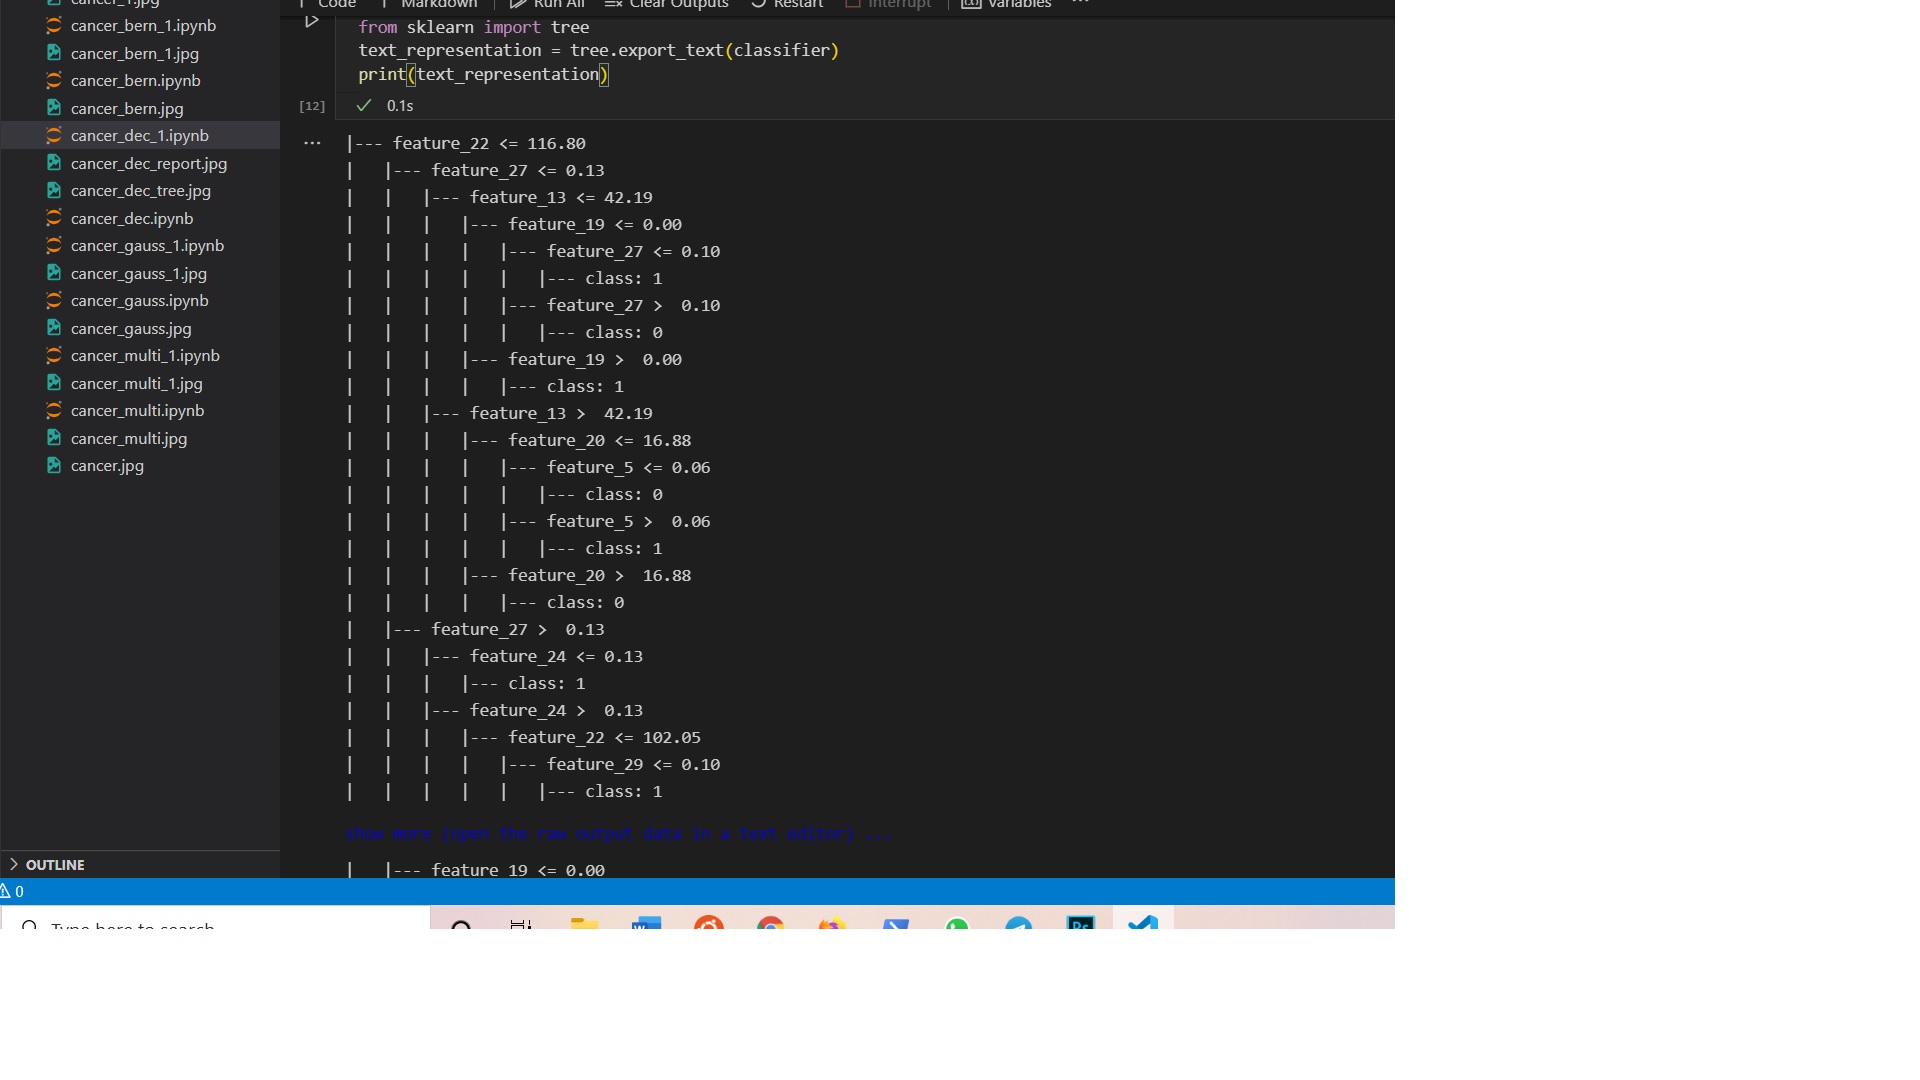 cancer_1.jpg
cancer_bern_1.ipynb
cancer_bern_1.jpg
cancer_bern.ipynb
cancer_bern.jpg
cancer_dec_1.ipynb
cancer_dec_report.jpg
cancer_dec_tree.jpg
cancer_dec.ipynb
cancer_gauss_1.ipynb
cancer_gauss_1.jpg
cancer_gauss.ipynb
cancer_gauss.jpg
cancer_multi_1.ipynb
cancer_multi_1.jpg
cancer_multi.ipynb
cancer_multi.jpg
cancer.jpg
OUTLINE
Code Markdown Run All Clear Outputs Restart Interrupt Variables ...
from sklearn import tree
text_representation = tree.export_text(classifier)
print(text_representation)
[12] ✓ 0.1s
... |--- feature_22 <= 116.80
|   |--- feature_27 <= 0.13
|   |   |--- feature_13 <= 42.19
|   |   |   |--- feature_19 <= 0.00
|   |   |   |   |--- feature_27 <= 0.10
|   |   |   |   |   |--- class: 1
|   |   |   |   |--- feature_27 >  0.10
|   |   |   |   |   |--- class: 0
|   |   |   |--- feature_19 >  0.00
|   |   |   |   |--- class: 1
|   |   |--- feature_13 >  42.19
|   |   |   |--- feature_20 <= 16.88
|   |   |   |   |--- feature_5 <= 0.06
|   |   |   |   |   |--- class: 0
|   |   |   |   |--- feature_5 >  0.06
|   |   |   |   |   |--- class: 1
|   |   |   |--- feature_20 >  16.88
|   |   |   |   |--- class: 0
|   |--- feature_27 >  0.13
|   |   |--- feature_24 <= 0.13
|   |   |   |--- class: 1
|   |   |--- feature_24 >  0.13
|   |   |   |--- feature_22 <= 102.05
|   |   |   |   |--- feature_29 <= 0.10
|   |   |   |   |   |--- class: 1
show more (open the raw output data in a text editor) ...
|   |--- feature_19 <= 0.00
0
Type here to search
W
Ps